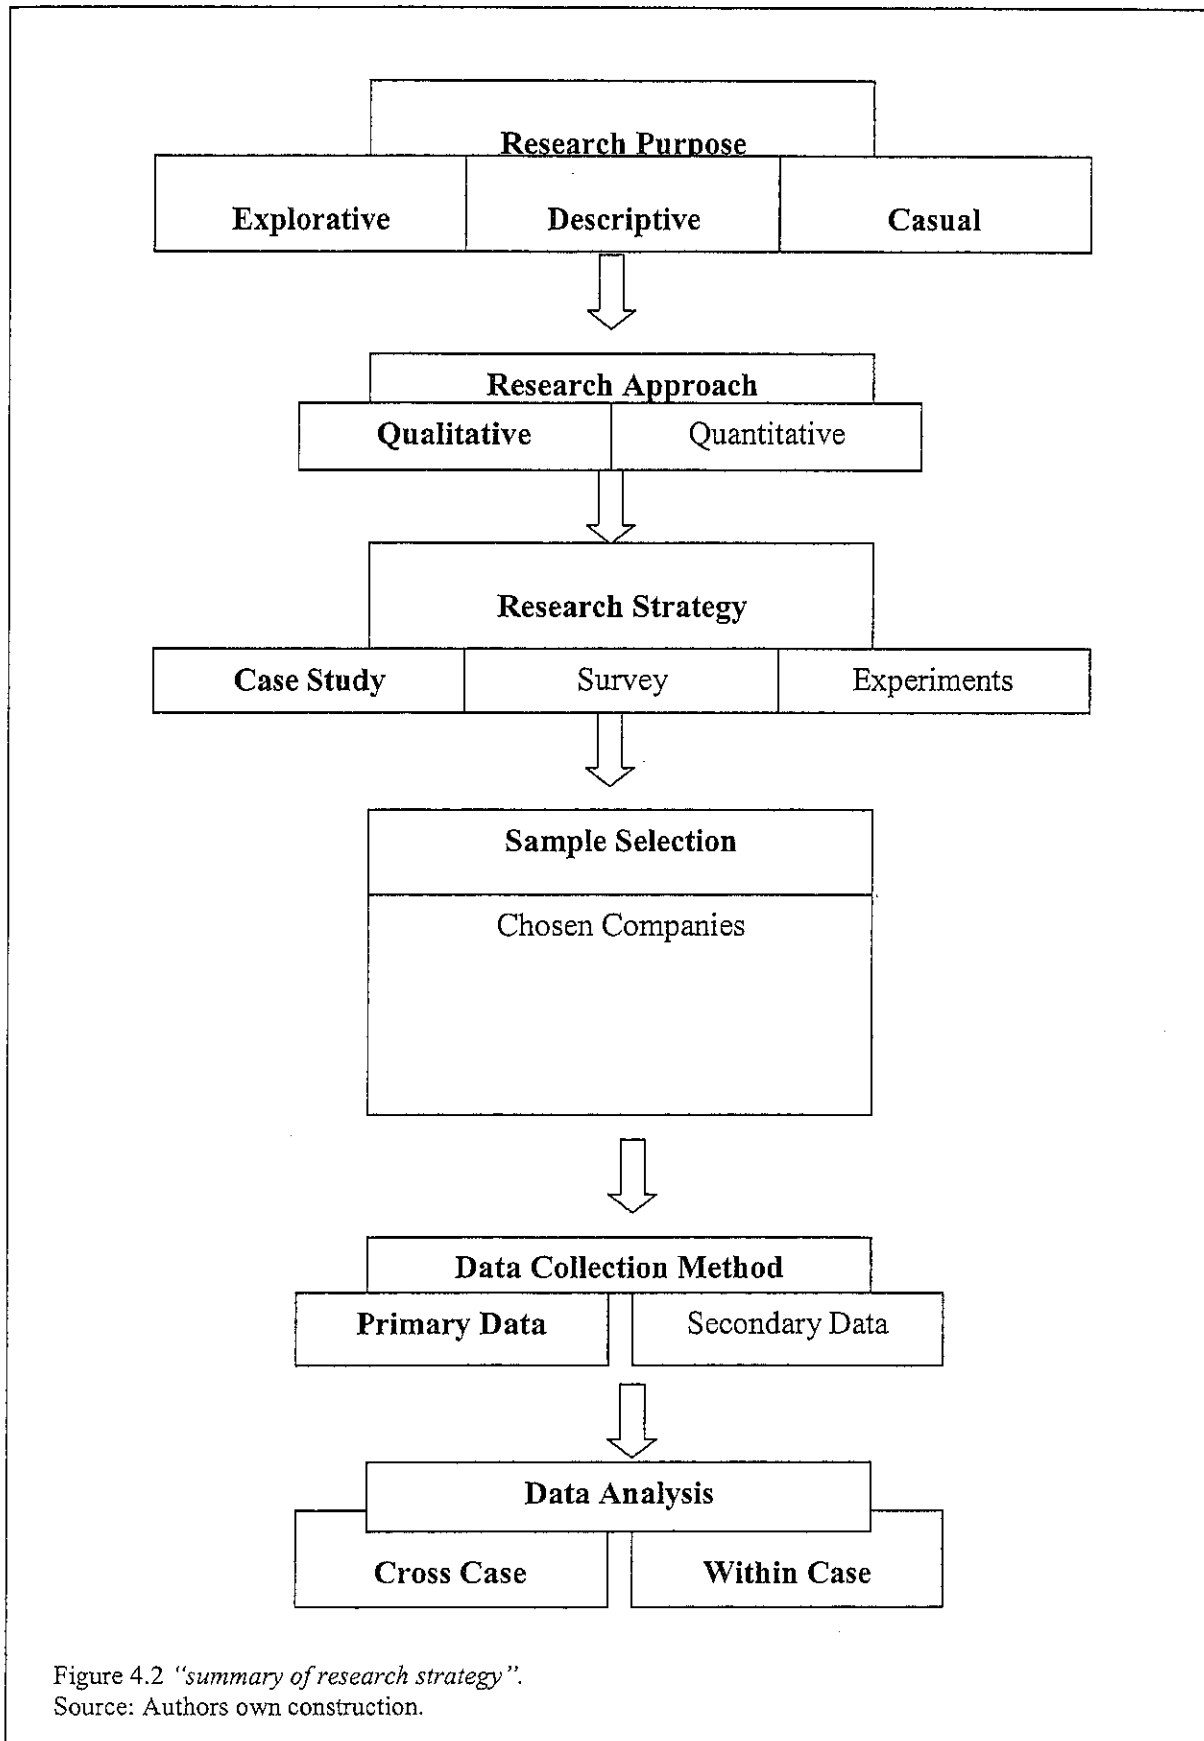 Research Purpose
Explorative Descriptive Casual
Research Approach
Qualitative Quantitative
Research Strategy
Case Study Survey Experiments
Sample Selection
Chosen Companies
Data Collection Method
Primary Data Secondary Data
Data Analysis
Cross Case Within Case
Figure 4.2 “summary of research strategy”.
Source: Authors own construction.